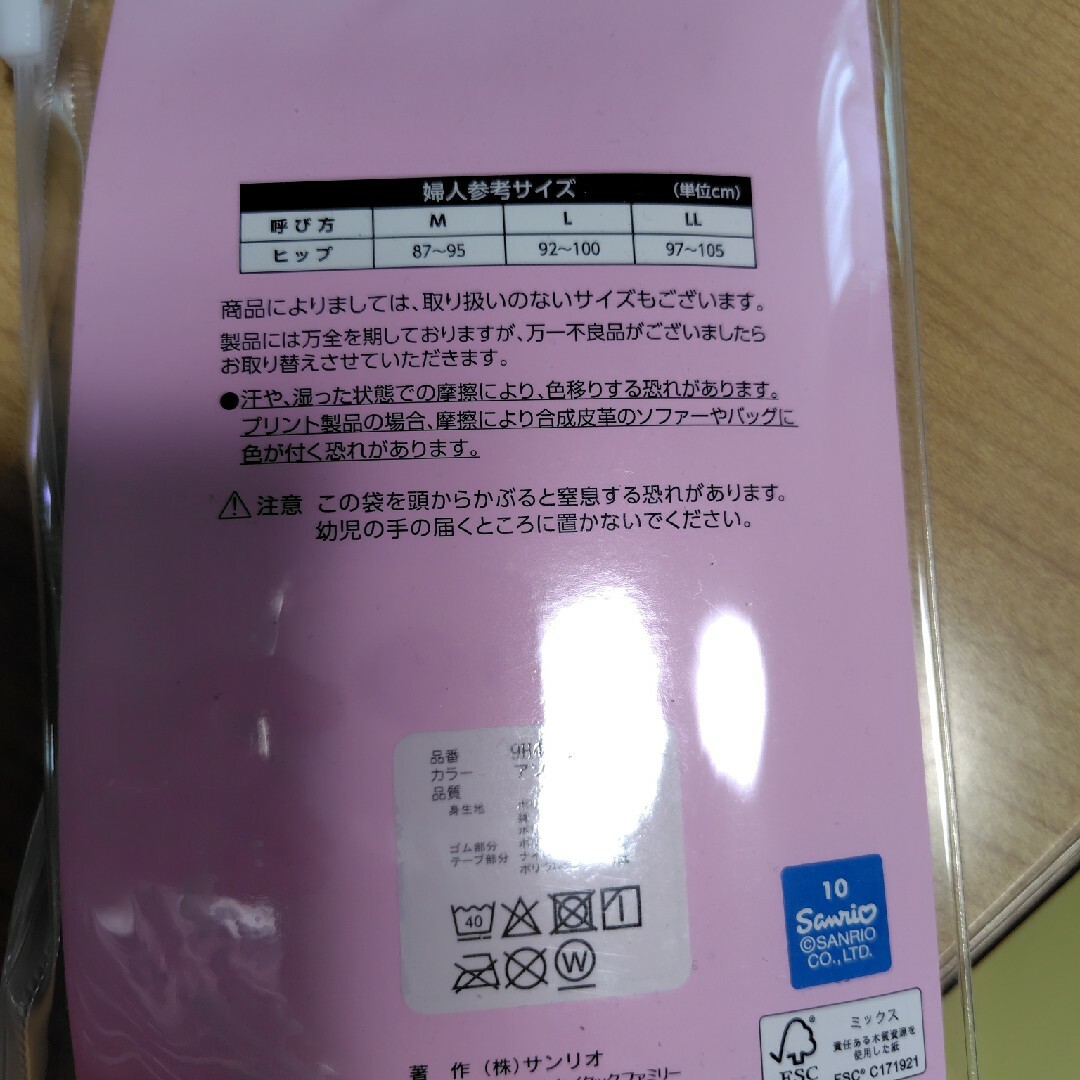 婦人参考サイズ (単位cm)
呼び方 M L LL
ヒップ 87〜95 92〜100 97〜105
商品によりましては、取り扱いのないサイズもございます。
製品には万全を期しておりますが、万一不良品がございましたら
お取り替えさせていただきます。
●汗や、湿った状態での摩擦により、色移りする恐れがあります。
プリント製品の場合、摩擦により合成皮革のソファーやバッグに
色が付く恐れがあります。
注意 この袋を頭からかぶると窒息する恐れがあります。
幼児の手の届くところに置かないでください。
品番
カラー
品質
身生地
ゴム部分
テープ部分
40
W
10
Sanrio
©SANRIO
CO., LTD.
著作 (株)サンリオ
ミックス
責任ある木質資源を
使用した紙
FSC
FSC® C171921